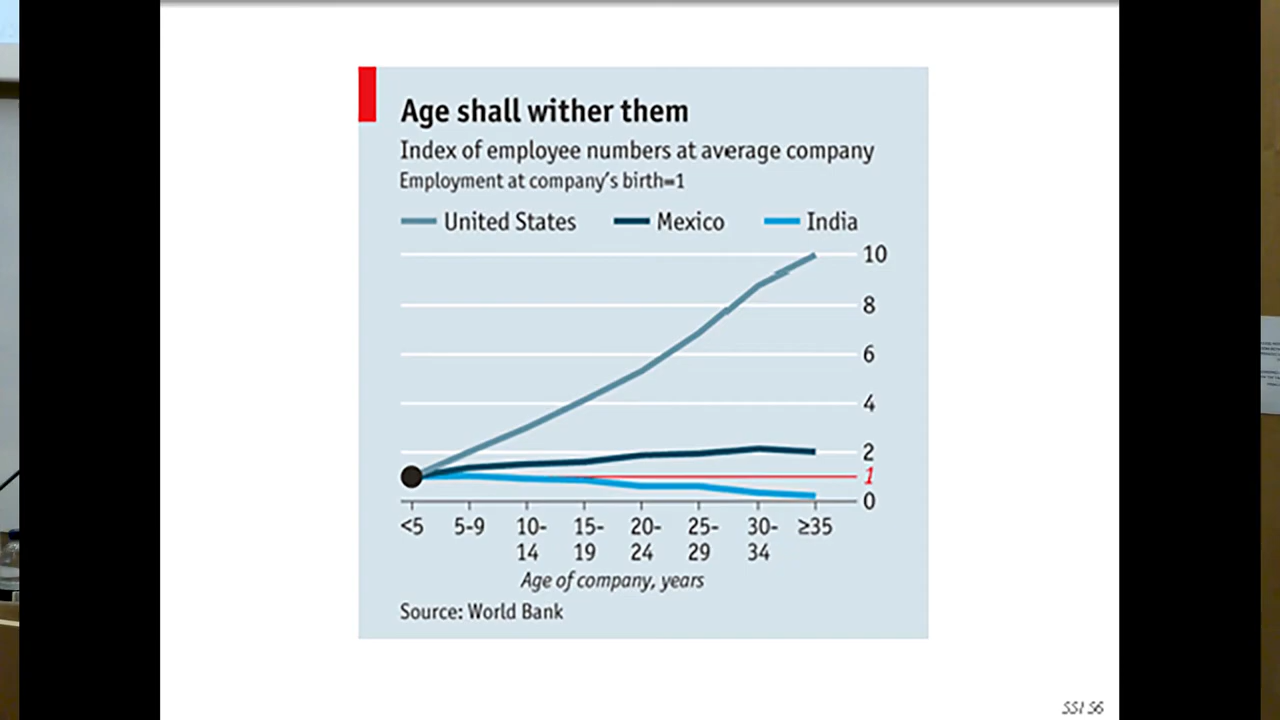 Age shall wither them
Index of employee numbers at average company
Employment at company's birth=1
United States Mexico India
10
8
6
4
2
1
0
<5 5-9 10-14 15-19 20-24 25-29 30-34 ≥35
Age of company, years
Source: World Bank
SSI S6